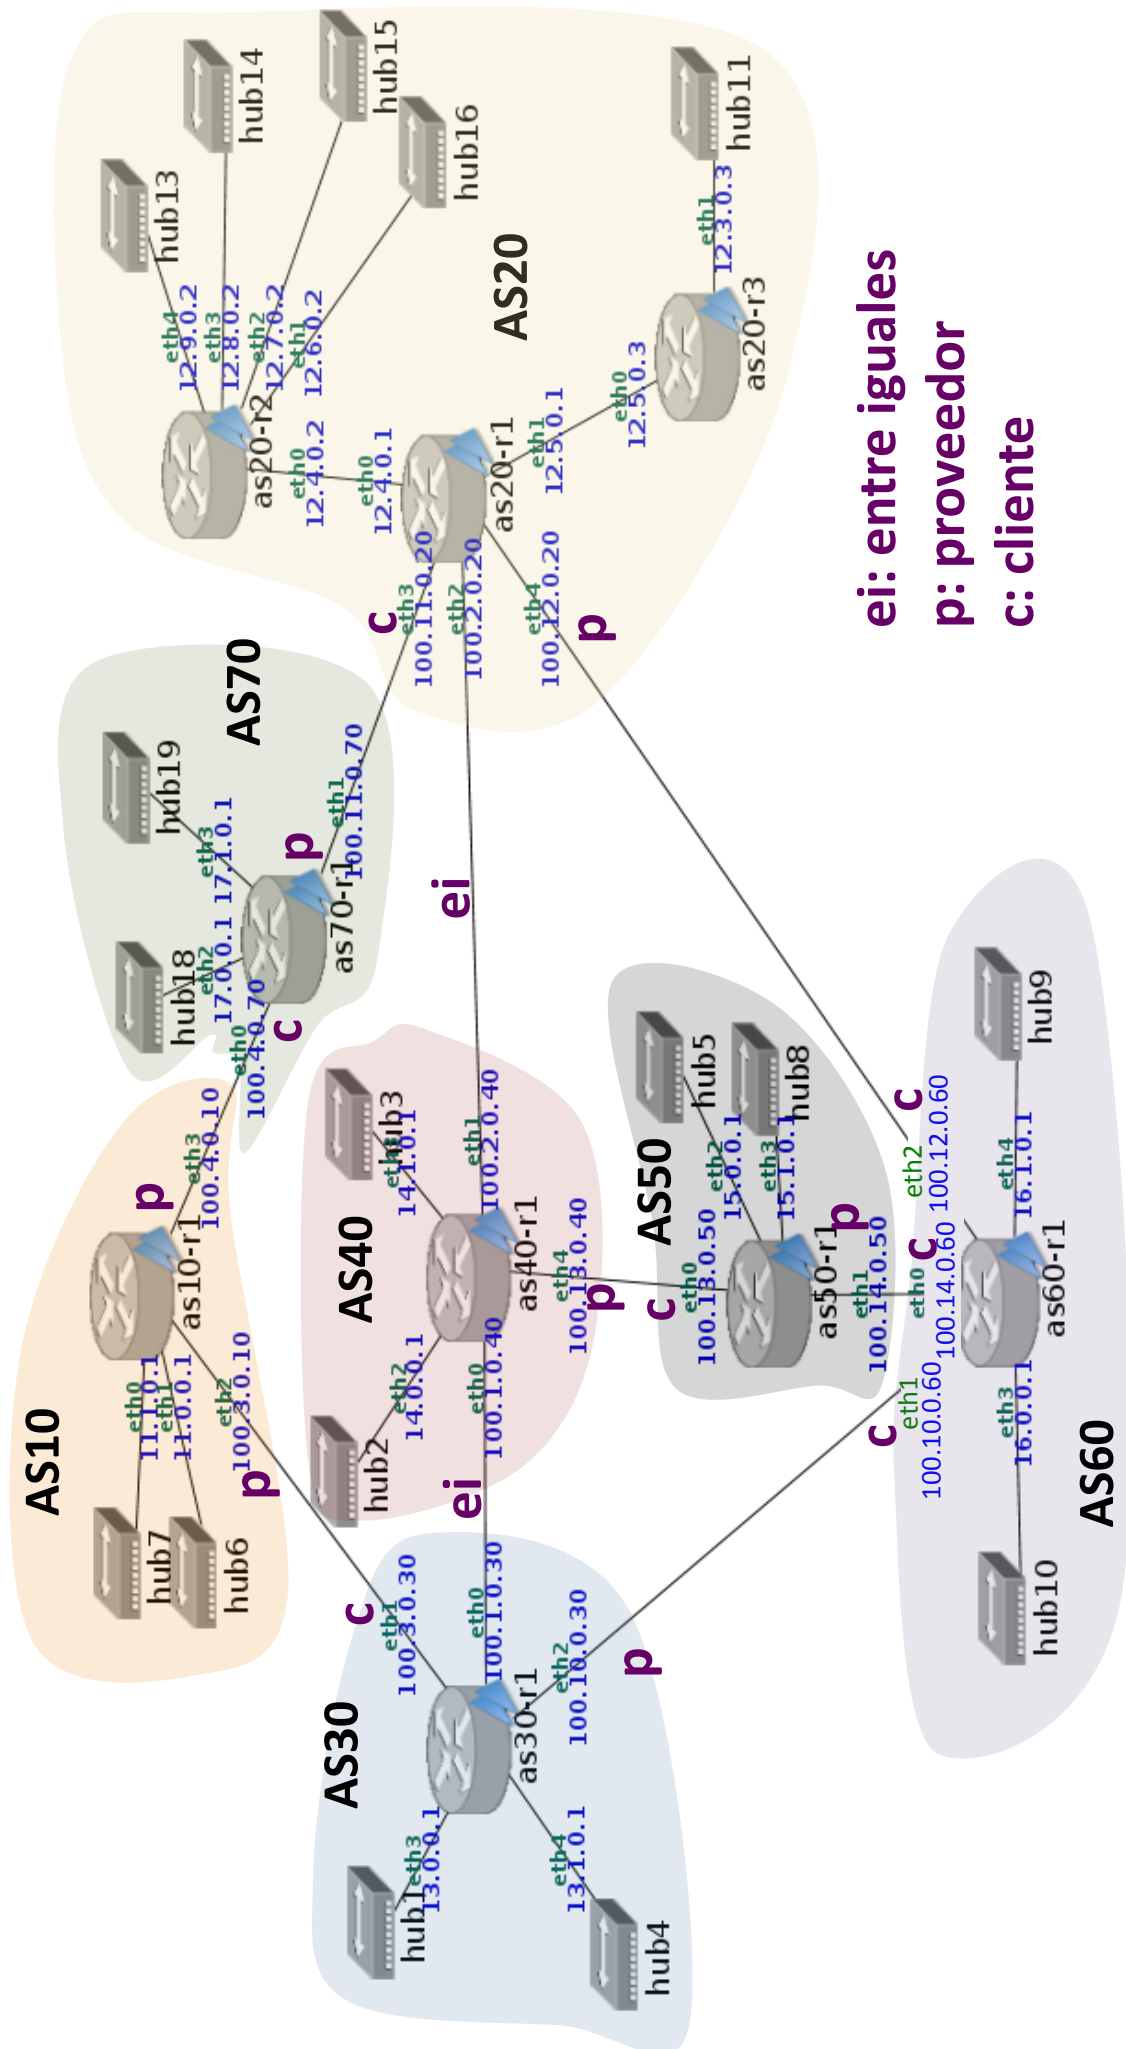 AS10
hub7
hub6
eth0
11.1.0.1
eth1
11.0.0.1
eth2
100.3.0.10
p
as10-r1
p
eth3
100.4.0.10
AS70
hub18
hub19
eth2
17.0.0.1
eth3
17.1.0.1
eth0
100.4.0.70
c
as70-r1
p
eth1
100.11.0.70
hub13
hub14
hub15
hub16
eth4
12.9.0.2
eth3
12.8.0.2
eth2
12.7.0.2
eth1
12.6.0.2
as20-r2
eth0
12.4.0.2
AS20
eth0
12.4.0.1
c
eth3
100.11.0.20
eth2
100.2.0.20
eth4
100.12.0.20
p
as20-r1
eth1
12.5.0.1
eth0
12.5.0.3
as20-r3
eth1
12.3.0.3
hub11
AS30
hub1
eth3
13.0.0.1
hub4
eth4
13.1.0.1
as30-r1
c
eth1
100.3.0.30
eth0
100.1.0.30
eth2
100.10.0.30
p
ei
AS40
hub2
eth2
14.0.0.1
hub3
eth3
14.1.0.1
eth0
100.1.0.40
as40-r1
eth1
100.2.0.40
eth4
100.13.0.40
p
ei
AS50
c
eth0
100.13.0.50
hub5
eth2
15.0.0.1
hub8
eth3
15.1.0.1
as50-r1
p
eth1
100.14.0.50
AS60
c
eth1
100.10.0.60
eth0
c
100.14.0.60
eth2
c
100.12.0.60
as60-r1
eth3
16.0.0.1
hub10
eth4
16.1.0.1
hub9
ei: entre iguales
p: proveedor
c: cliente